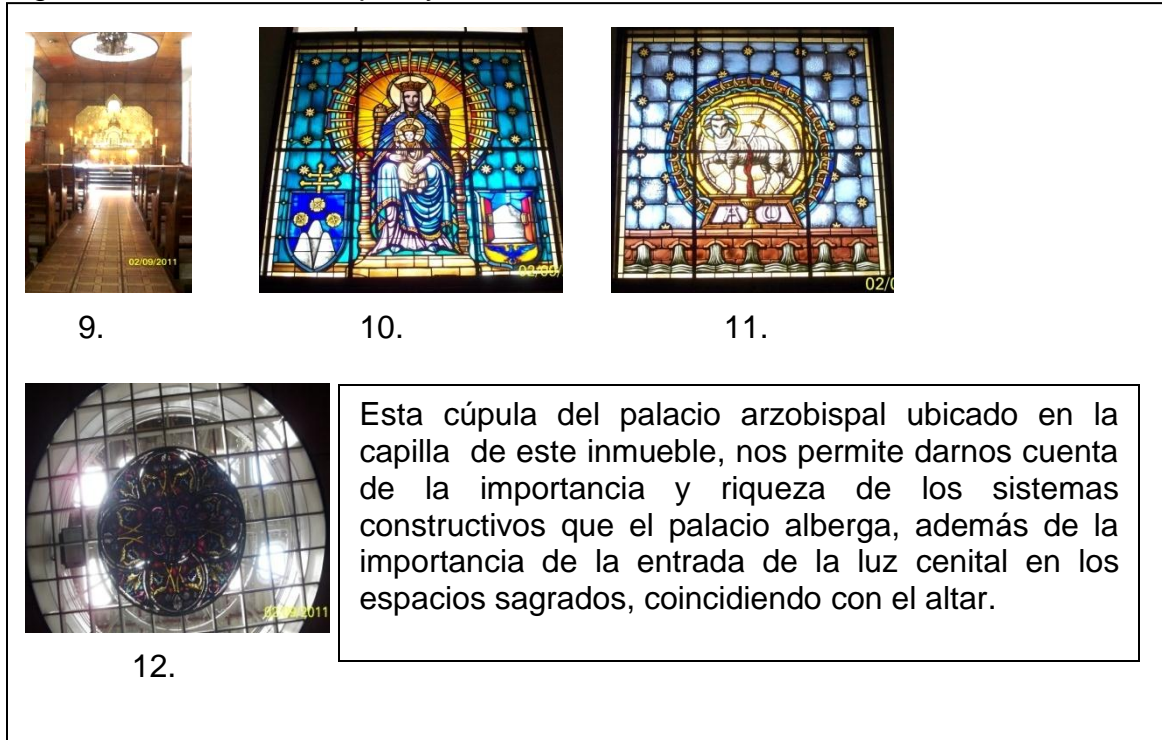 02/09/2011
02/09/
02/0
9.
10.
11.
Esta cúpula del palacio arzobispal ubicado en la
capilla de este inmueble, nos permite darnos cuenta
de la importancia y riqueza de los sistemas
constructivos que el palacio alberga, además de la
importancia de la entrada de la luz cenital en los
espacios sagrados, coincidiendo con el altar.
02/09/2011
12.